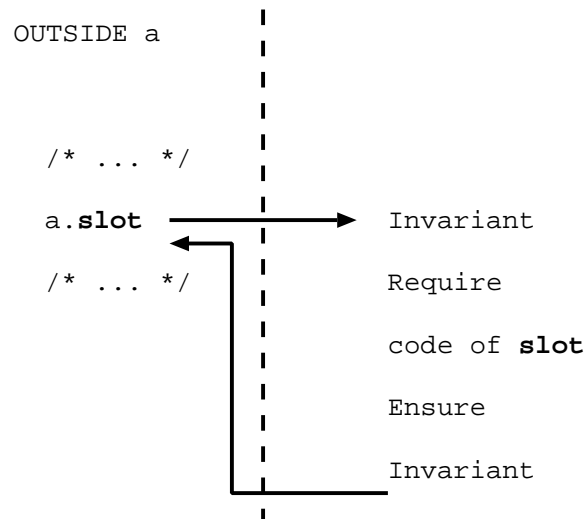 OUTSIDE a
/* ... */
a.slot
/* ... */
Invariant
Require
code of slot
Ensure
Invariant